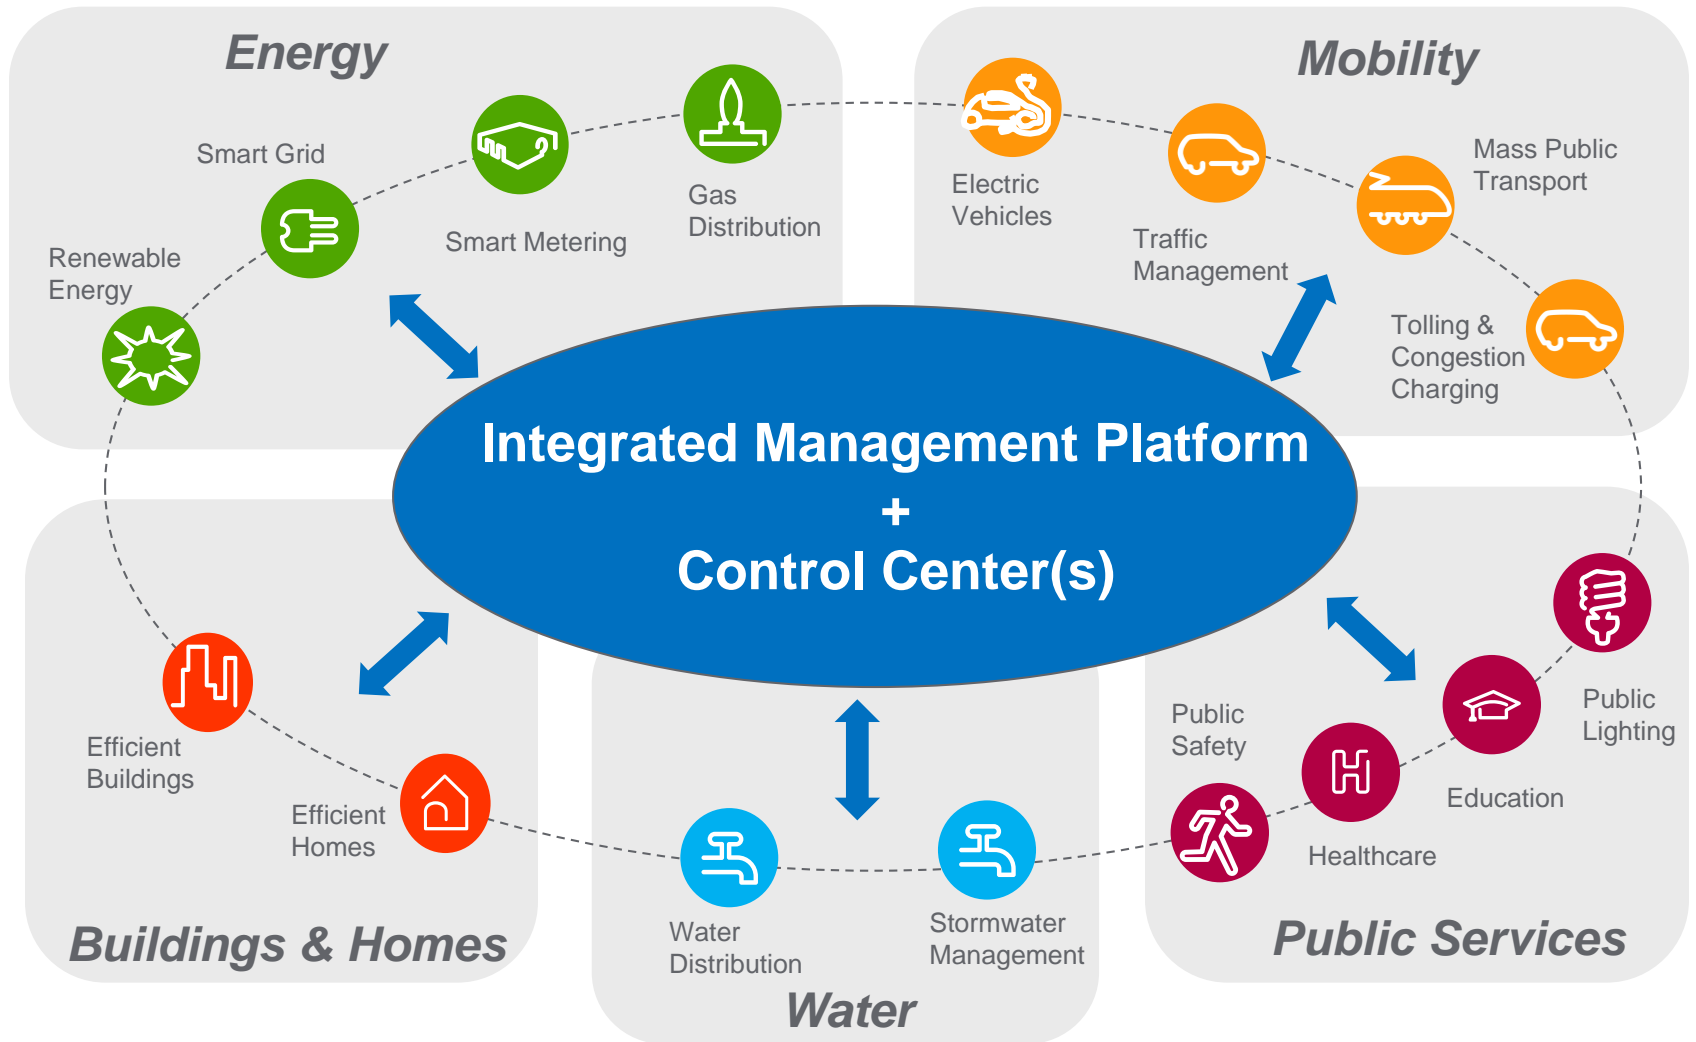 Energy
Smart Grid
Renewable
Energy
Smart Metering
Gas
Distribution
Mobility
Electric
Vehicles
Traffic
Management
Mass Public
Transport
Tolling &
Congestion
Charging
Integrated Management Platform
+
Control Center(s)
Efficient
Buildings
Efficient
Homes
Buildings & Homes
Water
Distribution
Stormwater
Management
Water
Public
Safety
Healthcare
Education
Public
Lighting
Public Services